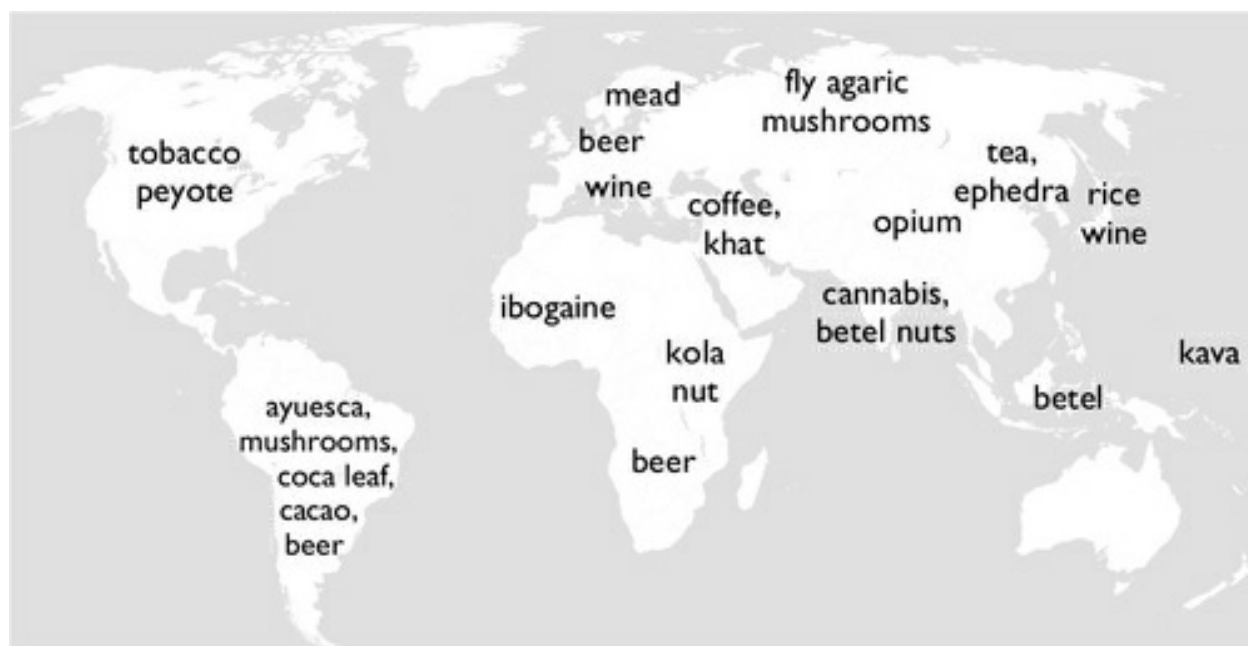 tobacco
peyote
ayuesca,
mushrooms,
coca leaf,
cacao,
beer
mead
beer
wine
ibogaine
kola
nut
beer
coffee,
khat
fly agaric
mushrooms
tea,
ephedra
opium
rice
wine
cannabis,
betel nuts
betel
kava